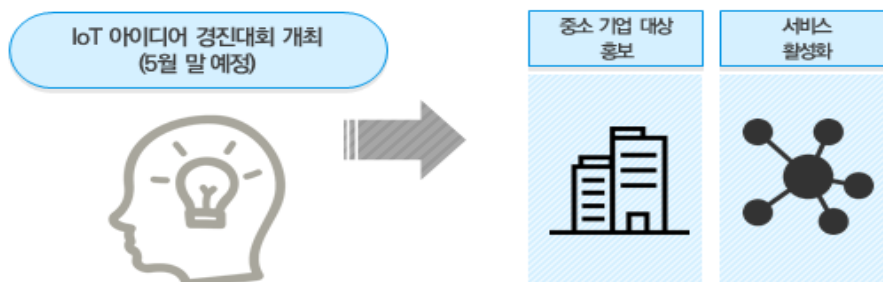 IoT 아이디어 경진대회 개최
(5월 말 예정)
중소 기업 대상
홍보
서비스
활성화